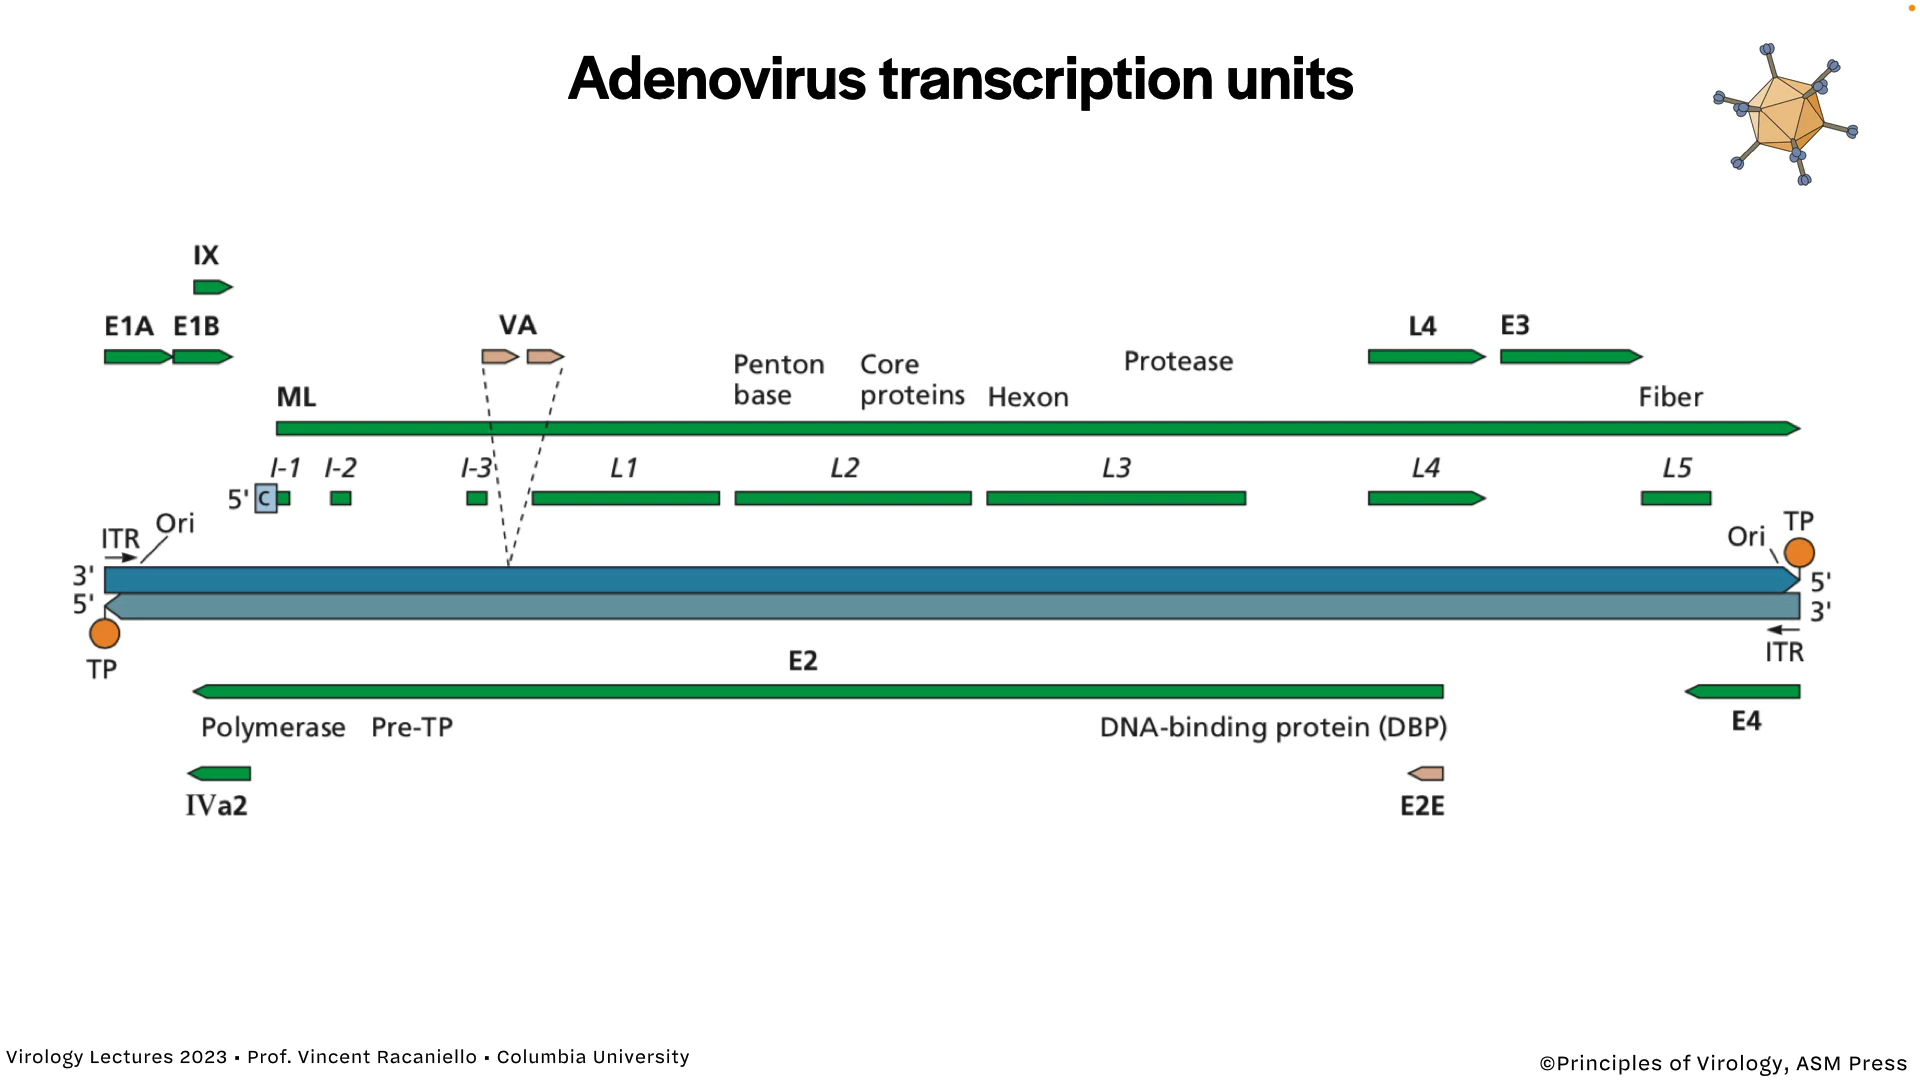 Adenovirus transcription units
IX
E1A E1B
VA
L4 E3
Penton base
Core proteins
Hexon
Protease
Fiber
ML
l-1 l-2 l-3 L1 L2 L3 L4 L5
5' C
ITR Ori
Ori TP
3' 5'
5' 3'
TP
ITR
E2
Polymerase Pre-TP DNA-binding protein (DBP)
E4
IVa2
E2E
Virology Lectures 2023 • Prof. Vincent Racaniello • Columbia University
©Principles of Virology, ASM Press